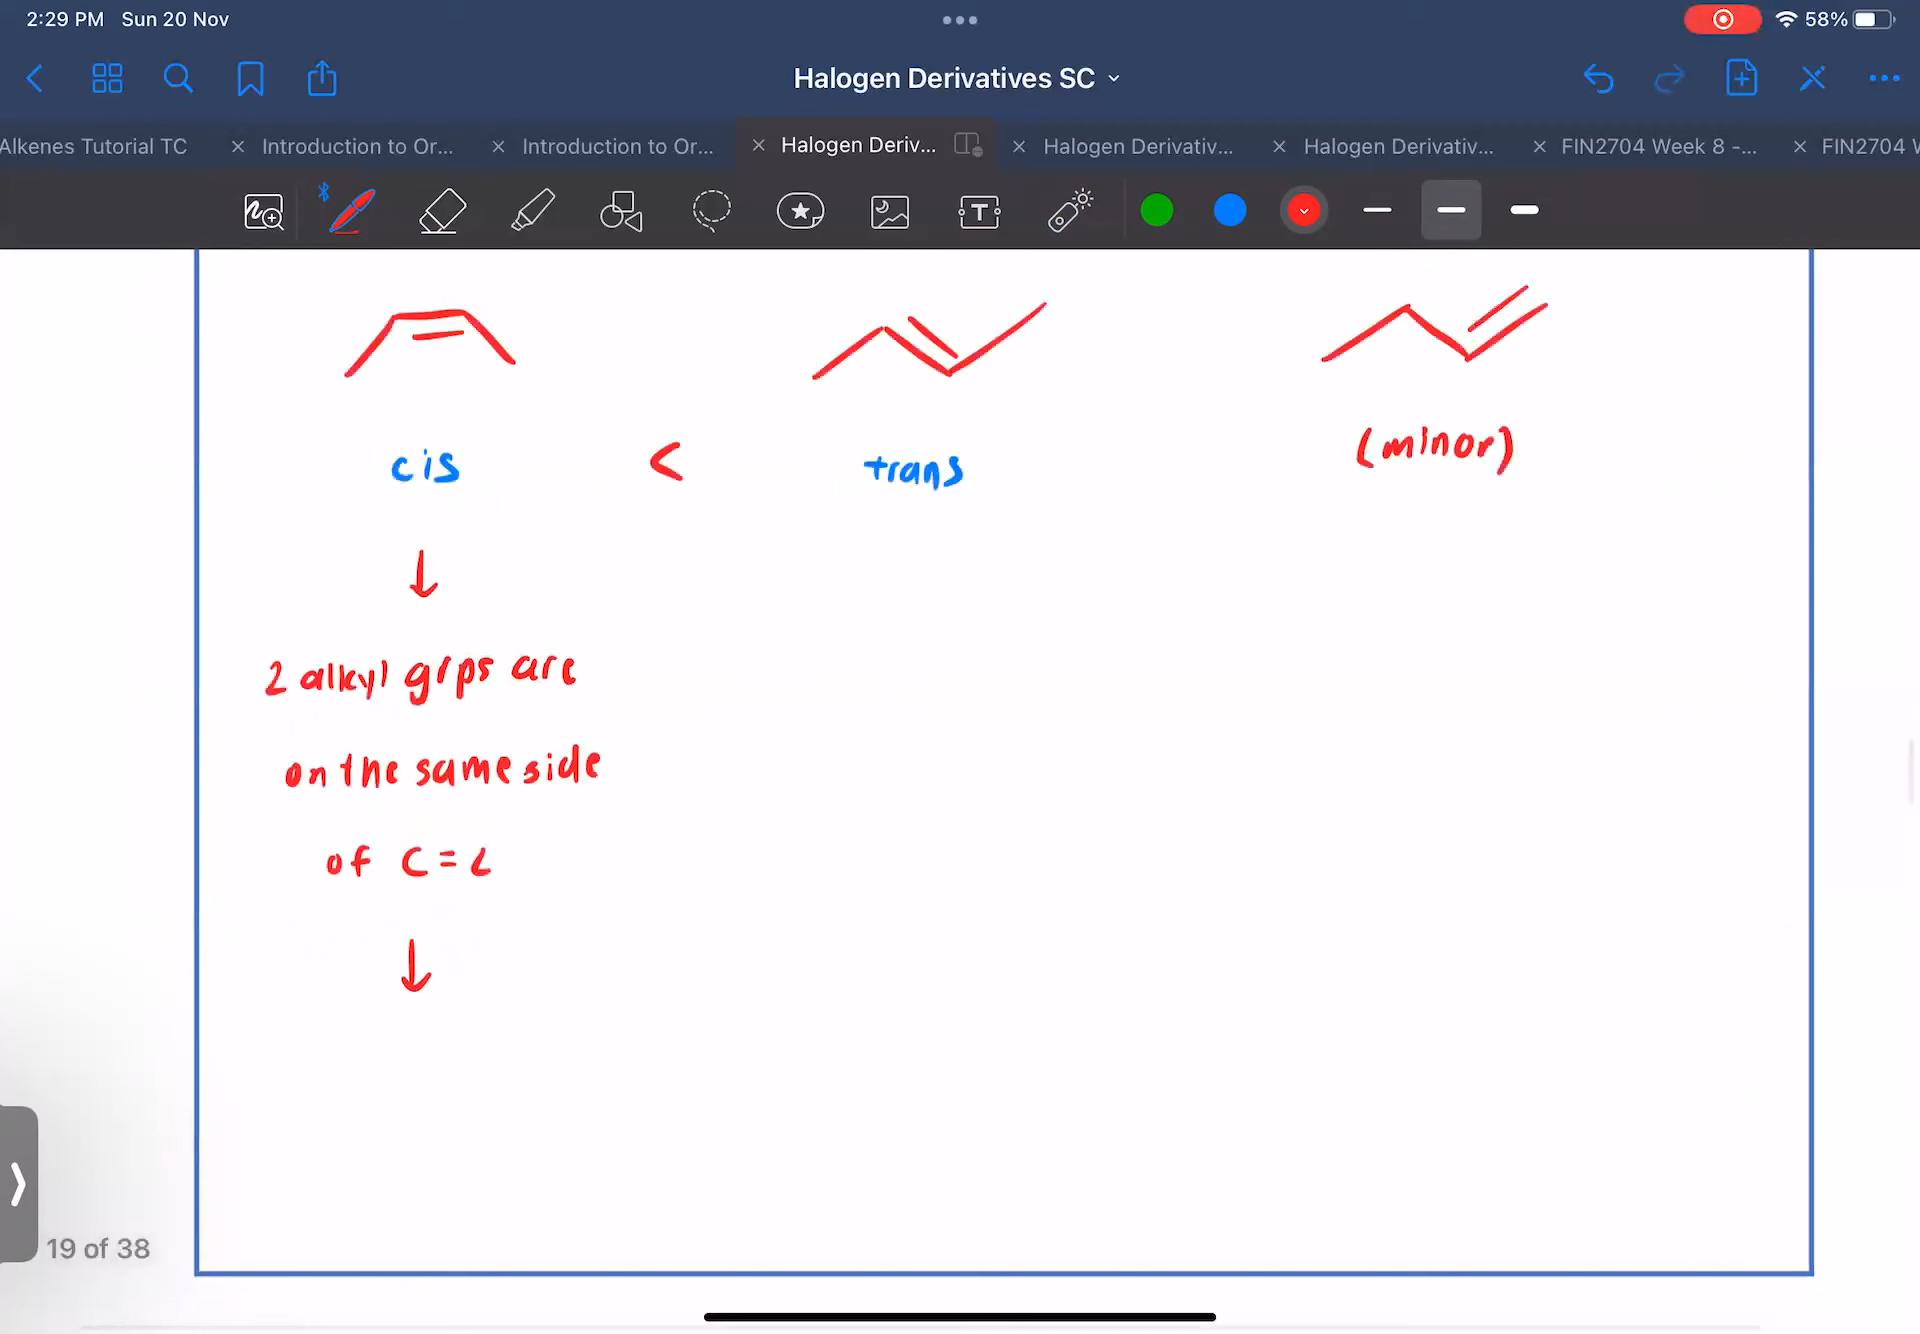 2:29 PM Sun 20 Nov
58%
Halogen Derivatives SC
Alkenes Tutorial TC
Introduction to Or...
Introduction to Or...
Halogen Deriv...
Halogen Derivativ...
Halogen Derivativ...
FIN2704 Week 8 -...
FIN2704 W
T
cis < trans (minor)
↓
2 alkyl grps are
on the same side
of C = C
↓
19 of 38